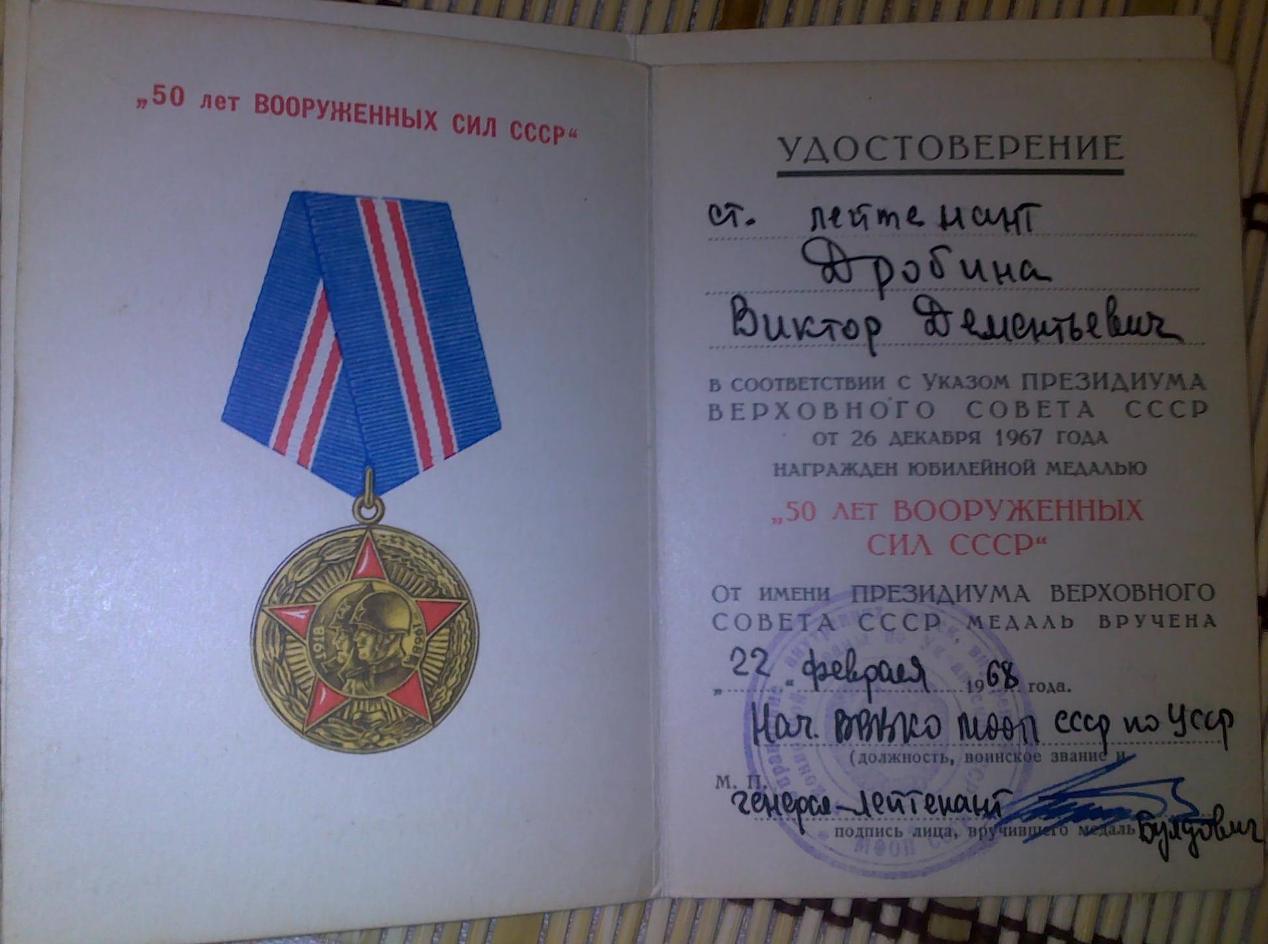 „50 лет ВООРУЖЕННЫХ СИЛ СССР“
1918
1968
УДОСТОВЕРЕНИЕ
ст. лейтенант
Дробина
Виктор Дементьевич
В СООТВЕТСТВИИ С УКАЗОМ ПРЕЗИДИУМА
ВЕРХОВНОГО СОВЕТА СССР
ОТ 26 ДЕКАБРЯ 1967 ГОДА
НАГРАЖДЕН ЮБИЛЕЙНОЙ МЕДАЛЬЮ
„50 ЛЕТ ВООРУЖЕННЫХ
СИЛ СССР“
ОТ ИМЕНИ ПРЕЗИДИУМА ВЕРХОВНОГО
СОВЕТА СССР МЕДАЛЬ ВРУЧЕНА
„22“ февраля 1968 г. года.
Нач. ВВВКО МООП СССР по УССР
(должность, воинское звание и
М. П.
генерал-лейтенант Булдович
подпись лица, вручившего медаль
МООП